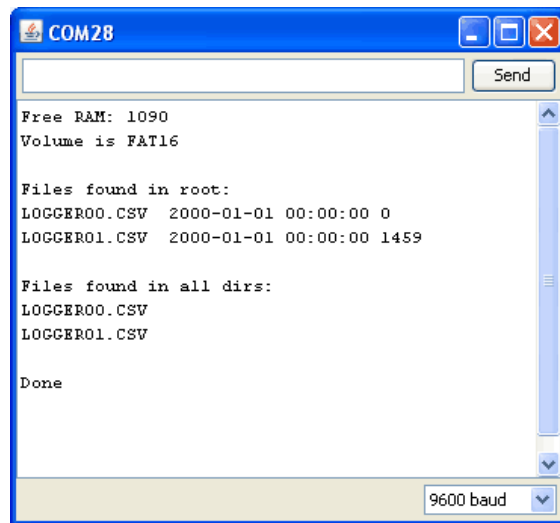 COM28
Send
Free RAM: 1090
Volume is FAT16
Files found in root:
LOGGER00.CSV  2000-01-01 00:00:00 0
LOGGER01.CSV  2000-01-01 00:00:00 1459
Files found in all dirs:
LOGGER00.CSV
LOGGER01.CSV
Done
9600 baud